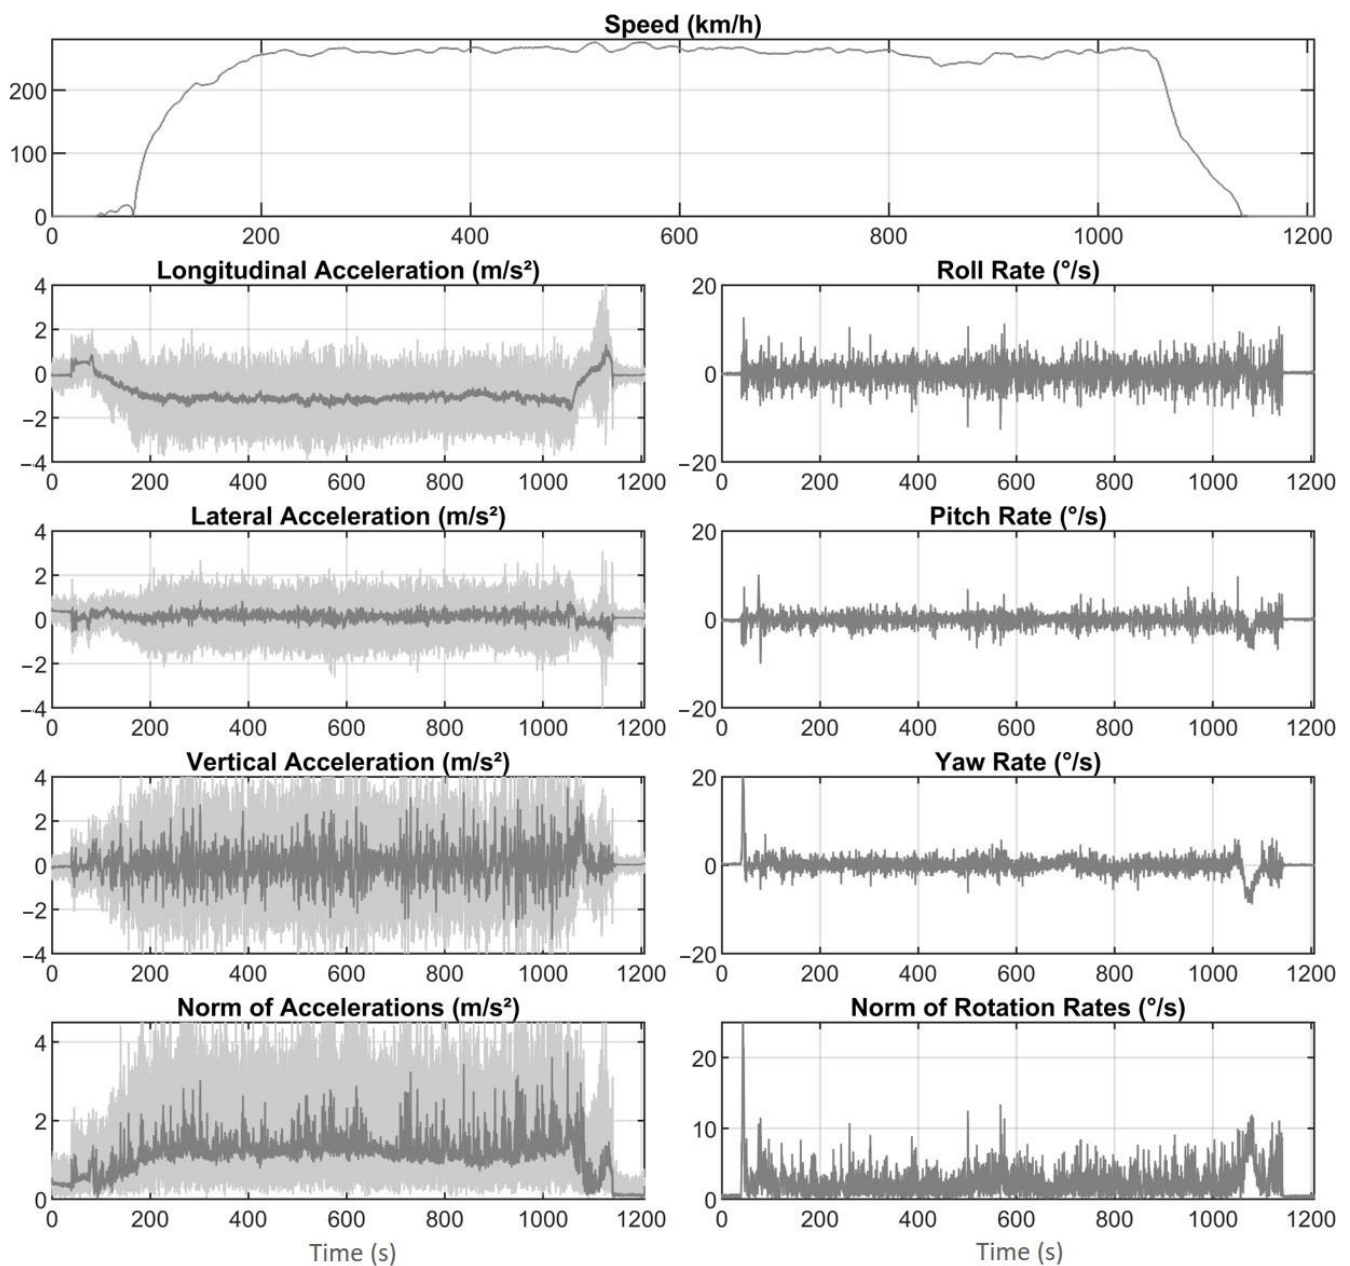 Speed (km/h)
200
100
0
0 200 400 600 800 1000 1200
Longitudinal Acceleration (m/s²)
4
2
0
−2
−4
0 200 400 600 800 1000 1200
Roll Rate (°/s)
20
0
−20
0 200 400 600 800 1000 1200
Lateral Acceleration (m/s²)
4
2
0
−2
−4
0 200 400 600 800 1000 1200
Pitch Rate (°/s)
20
0
−20
0 200 400 600 800 1000 1200
Vertical Acceleration (m/s²)
4
2
0
−2
−4
0 200 400 600 800 1000 1200
Yaw Rate (°/s)
20
0
−20
0 200 400 600 800 1000 1200
Norm of Accelerations (m/s²)
4
2
0
0 200 400 600 800 1000 1200
Time (s)
Norm of Rotation Rates (°/s)
20
10
0
0 200 400 600 800 1000 1200
Time (s)